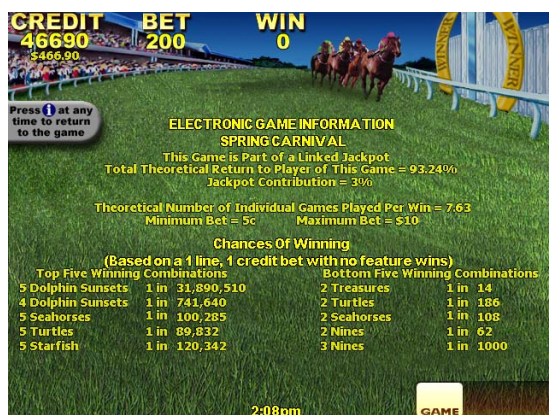 CREDIT BET WIN
46690 200 0
$466.90
WINNER
WINNER
Press i at any
time to return
to the game
ELECTRONIC GAME INFORMATION
SPRING CARNIVAL
This Game is Part of a Linked Jackpot
Total Theoretical Return to Player of This Game = 93.24%
Jackpot Contribution = 3%
Theoretical Number of Individual Games Played Per Win = 7.63
Minimum Bet = 5c Maximum Bet = $10
Chances Of Winning
(Based on a 1 line, 1 credit bet with no feature wins)
Top Five Winning Combinations Bottom Five Winning Combinations
5 Dolphin Sunsets 1 in 31,890,510 2 Treasures 1 in 14
4 Dolphin Sunsets 1 in 741,640 2 Turtles 1 in 186
5 Seahorses 1 in 100,285 2 Seahorses 1 in 108
5 Turtles 1 in 89,832 2 Nines 1 in 62
5 Starfish 1 in 120,342 3 Nines 1 in 1000
2:08pm
GAME